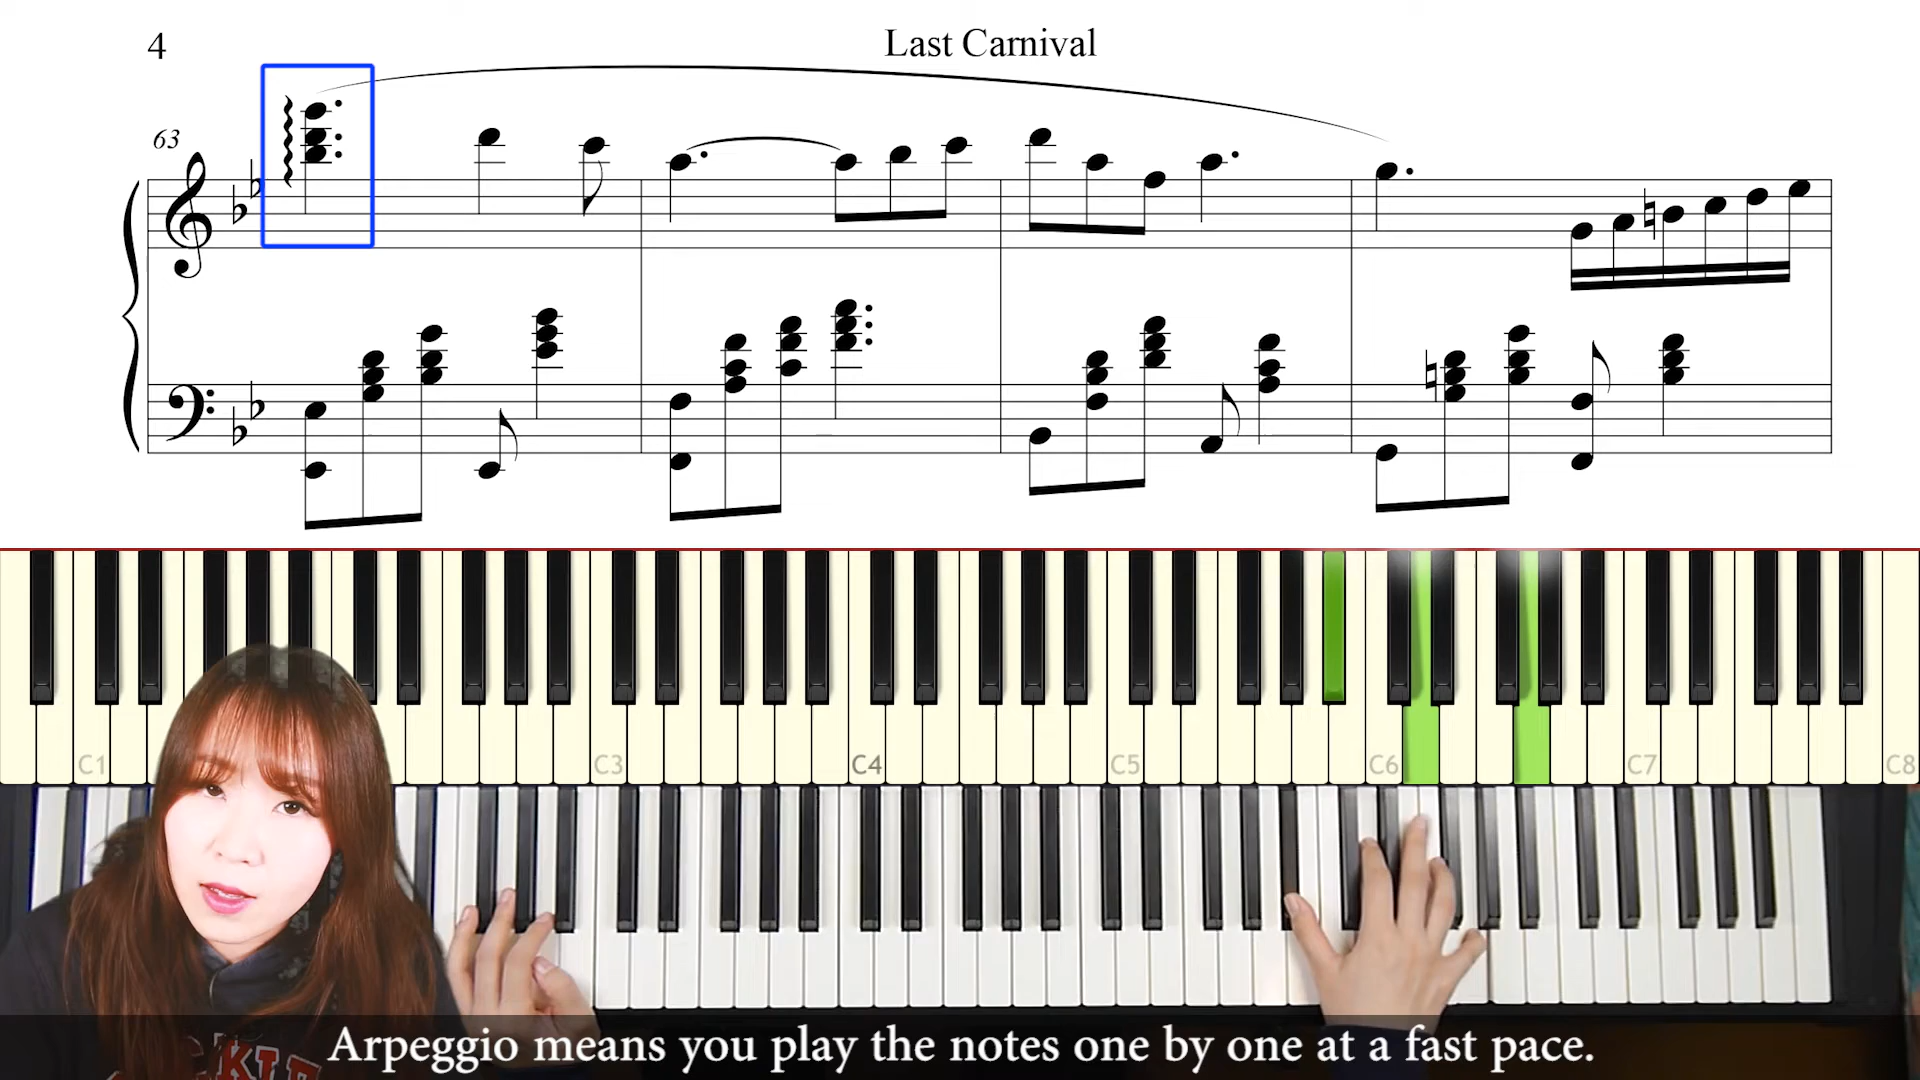 4
Last Carnival
63
C1
C3
C4
C5
C6
C7
C8
Arpeggio means you play the notes one by one at a fast pace.